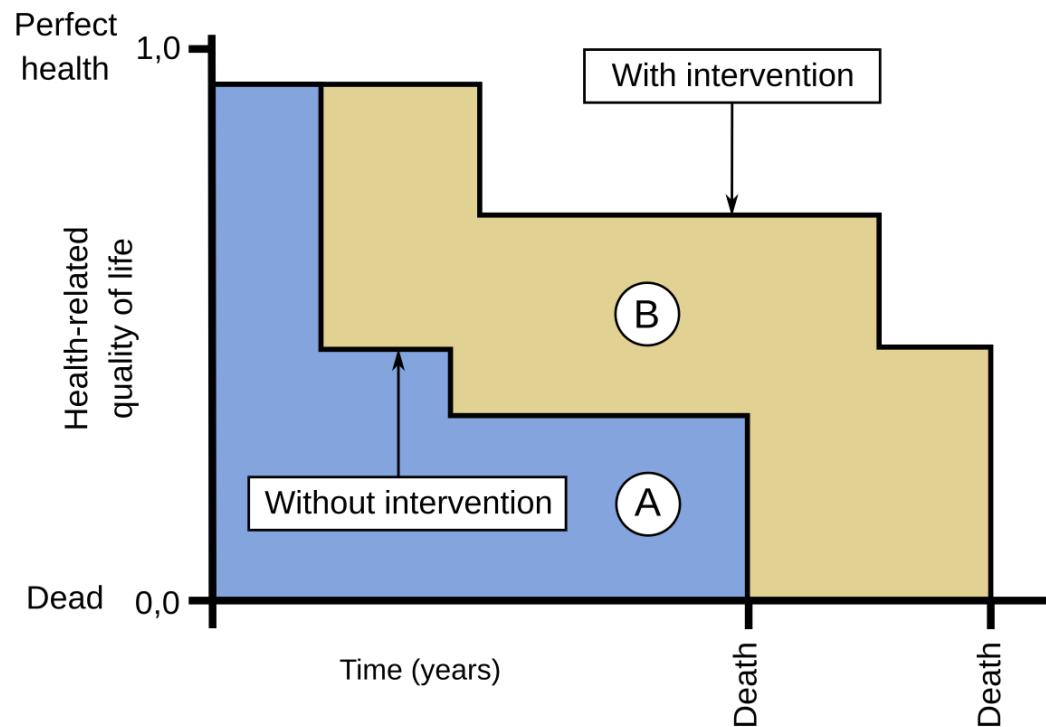 Perfect
health
1,0
With intervention
Health-related
quality of life
B
Without intervention
A
Dead
0,0
Time (years)
Death
Death